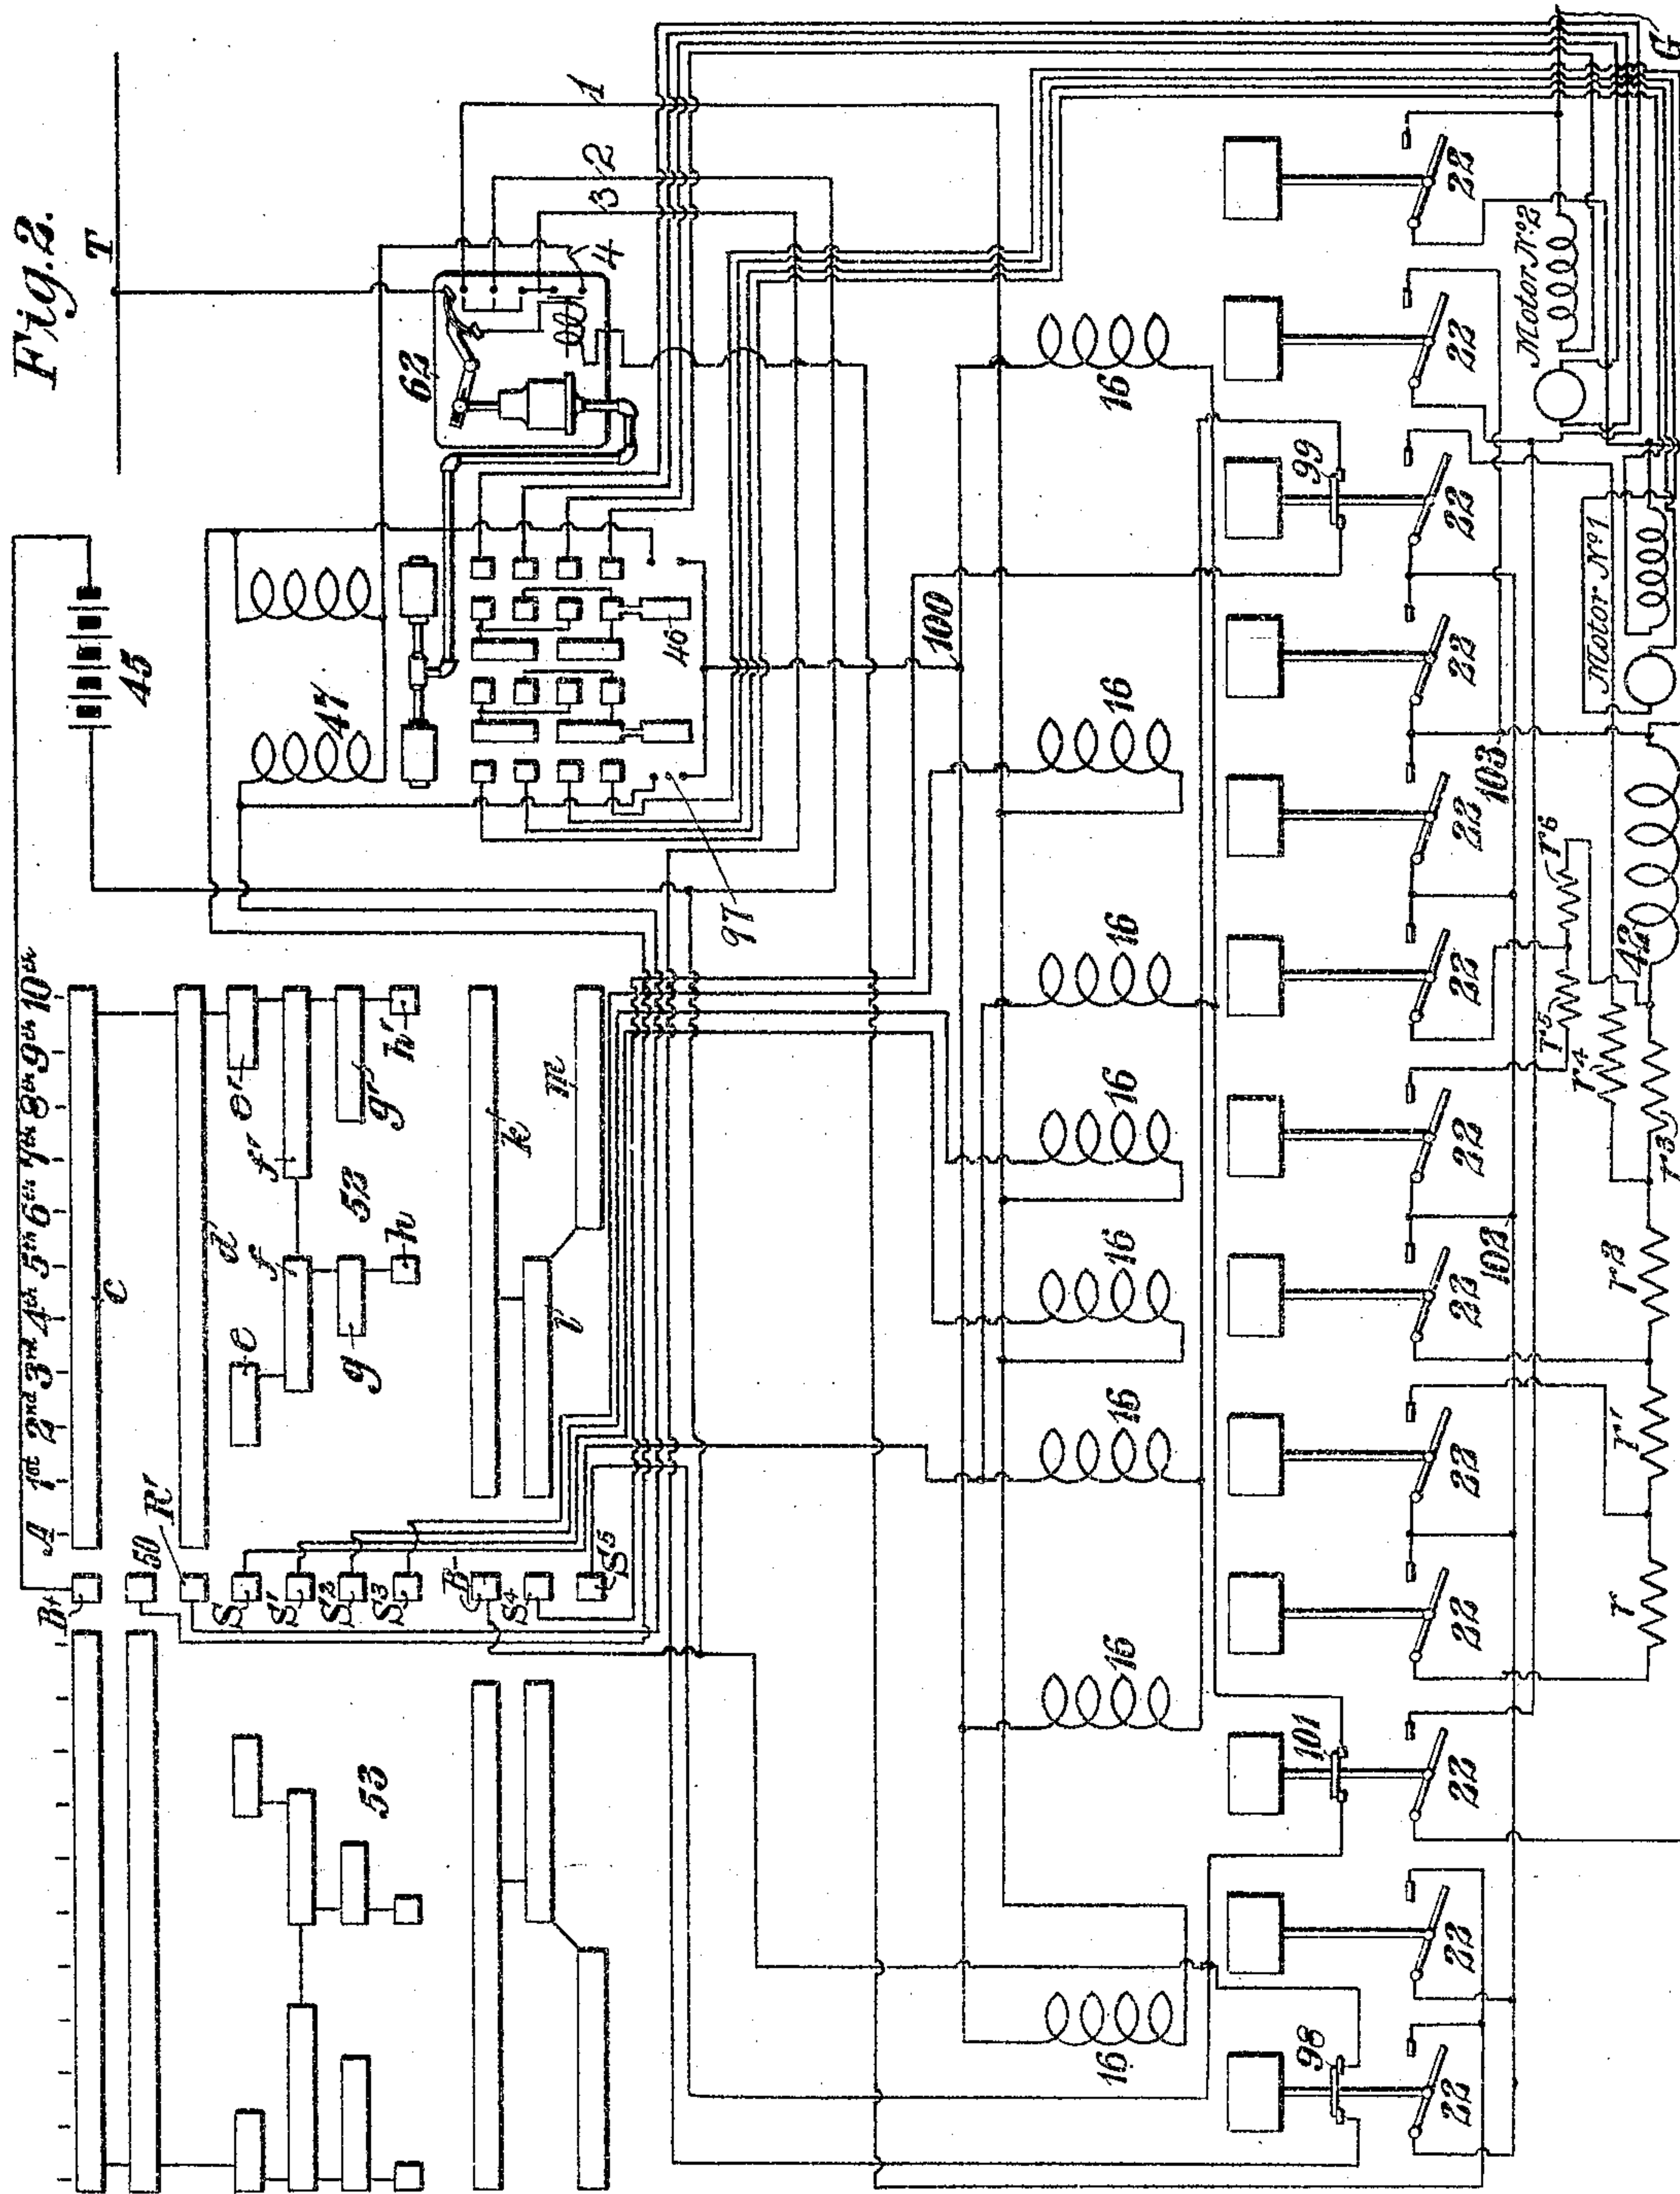 Fig. 2.
T
45
62
1
2
3
4
47
46
97
100
A 1st 2nd 3rd 4th 5th 6th 7th 8th 9th 10th
B+
50
R'
S
S'
S2
S3
B-
S4
S5
c
d
e
f
g
h
e'
f'
g'
h'
52
k
l
m
53
16
16
16
16
16
16
16
16
98
101
99
22
22
22
22
22
22
22
22
22
22
22
22
22
102
103
r
r'
r2
r3
r4
r5
r6
42
Motor No. 1
Motor No. 2
G